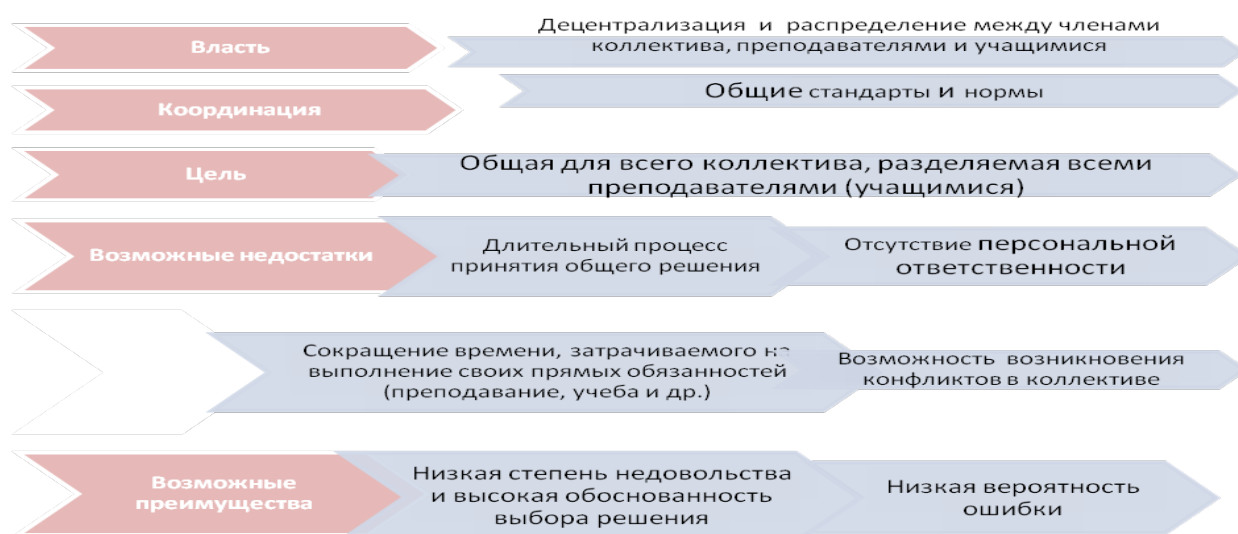 Власть
Децентрализация и распределение между членами
коллектива, преподавателями и учащимися
Координация
Общие стандарты и нормы
Цель
Общая для всего коллектива, разделяемая всеми
преподавателями (учащимися)
Возможные недостатки
Длительный процесс
принятия общего решения
Отсутствие персональной
ответственности
Сокращение времени, затрачиваемого на
выполнение своих прямых обязанностей
(преподавание, учеба и др.)
Возможность возникновения
конфликтов в коллективе
Возможные
преимущества
Низкая степень недовольства
и высокая обоснованность
выбора решения
Низкая вероятность
ошибки